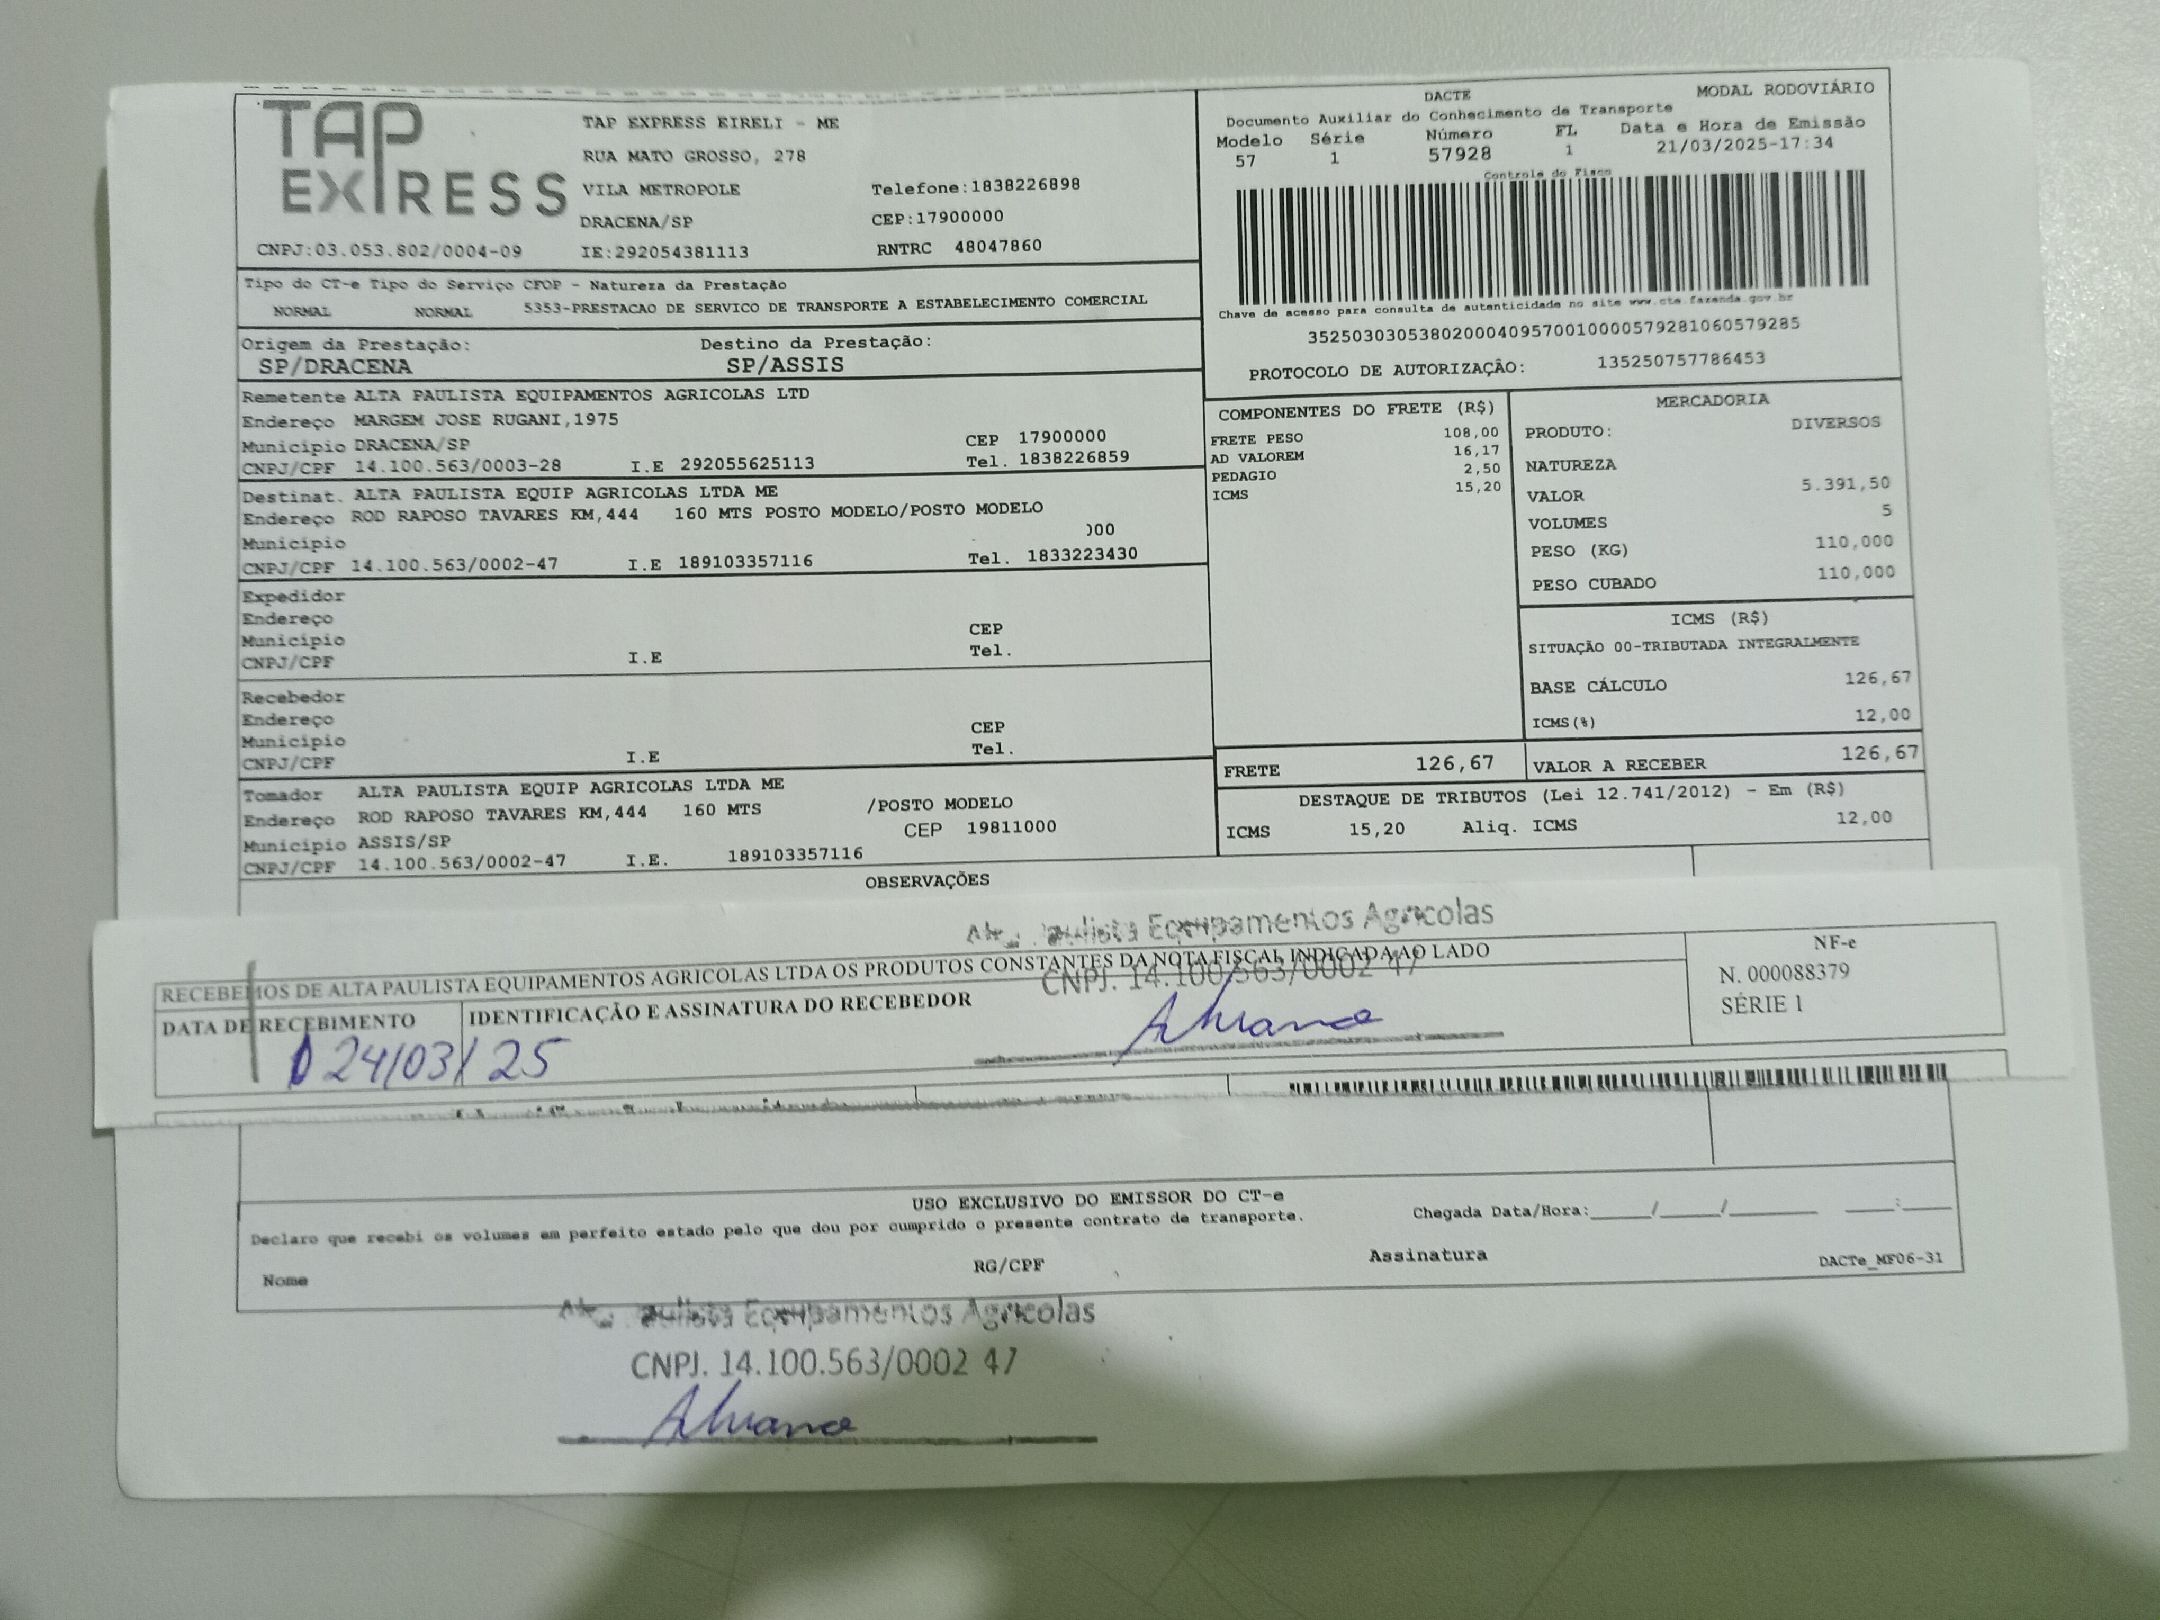 TAP
EXPRESS
TAP EXPRESS EIRELI - ME
RUA MATO GROSSO, 278
VILA METROPOLE Telefone:1838226898
DRACENA/SP CEP:17900000
CNPJ:03.053.802/0004-09 IE:292054381113 RNTRC 48047860
DACTE MODAL RODOVIÁRIO
Documento Auxiliar do Conhecimento de Transporte
Modelo Série Número FL Data e Hora de Emissão
57 1 57928 1 21/03/2025-17:34
Controle do Fisco
Chave de acesso para consulta de autenticidade no site www.cte.fazenda.gov.br
35250303053802000409570010000579281060579285
PROTOCOLO DE AUTORIZAÇÃO: 135250757786453
Tipo do CT-e Tipo do Serviço CFOP - Natureza da Prestação
NORMAL NORMAL 5353-PRESTACAO DE SERVICO DE TRANSPORTE A ESTABELECIMENTO COMERCIAL
Origem da Prestação: Destino da Prestação:
SP/DRACENA SP/ASSIS
Remetente ALTA PAULISTA EQUIPAMENTOS AGRICOLAS LTD
Endereço MARGEM JOSE RUGANI,1975
Município DRACENA/SP CEP 17900000
CNPJ/CPF 14.100.563/0003-28 I.E 292055625113 Tel. 1838226859
Destinat. ALTA PAULISTA EQUIP AGRICOLAS LTDA ME
Endereço ROD RAPOSO TAVARES KM,444 160 MTS POSTO MODELO/POSTO MODELO
Município
CNPJ/CPF 14.100.563/0002-47 I.E 189103357116 Tel. 1833223430
Expedidor
Endereço
Município CEP
CNPJ/CPF I.E Tel.
Recebedor
Endereço
Município CEP
CNPJ/CPF I.E Tel.
Tomador ALTA PAULISTA EQUIP AGRICOLAS LTDA ME
Endereço ROD RAPOSO TAVARES KM,444 160 MTS /POSTO MODELO
Município ASSIS/SP CEP 19811000
CNPJ/CPF 14.100.563/0002-47 I.E. 189103357116
COMPONENTES DO FRETE (R$)
FRETE PESO 108,00
AD VALOREM 16,17
PEDAGIO 2,50
ICMS 15,20
MERCADORIA
PRODUTO: DIVERSOS
NATUREZA
VALOR 5.391,50
VOLUMES 5
PESO (KG) 110,000
PESO CUBADO 110,000
ICMS (R$)
SITUAÇÃO 00-TRIBUTADA INTEGRALMENTE
BASE CÁLCULO 126,67
ICMS(%) 12,00
FRETE 126,67 VALOR A RECEBER 126,67
DESTAQUE DE TRIBUTOS (Lei 12.741/2012) - Em (R$)
ICMS 15,20 Aliq. ICMS 12,00
OBSERVAÇÕES
Equipamentos Agricolas
RECEBEMOS DE ALTA PAULISTA EQUIPAMENTOS AGRICOLAS LTDA OS PRODUTOS CONSTANTES DA NOTA FISCAL INDICADA AO LADO
CNPJ. 14.100.563/0002 47
DATA DE RECEBIMENTO IDENTIFICAÇÃO E ASSINATURA DO RECEBEDOR
24/03/25
NF-e
N. 000088379
SÉRIE 1
USO EXCLUSIVO DO EMISSOR DO CT-e
Declaro que recebi os volumes em perfeito estado pelo que dou por cumprido o presente contrato de transporte. Chegada Data/Hora:_____/_____/________ ____:____
Nome RG/CPF Assinatura DACTe_MF06-31
Equipamentos Agricolas
CNPJ. 14.100.563/0002 47